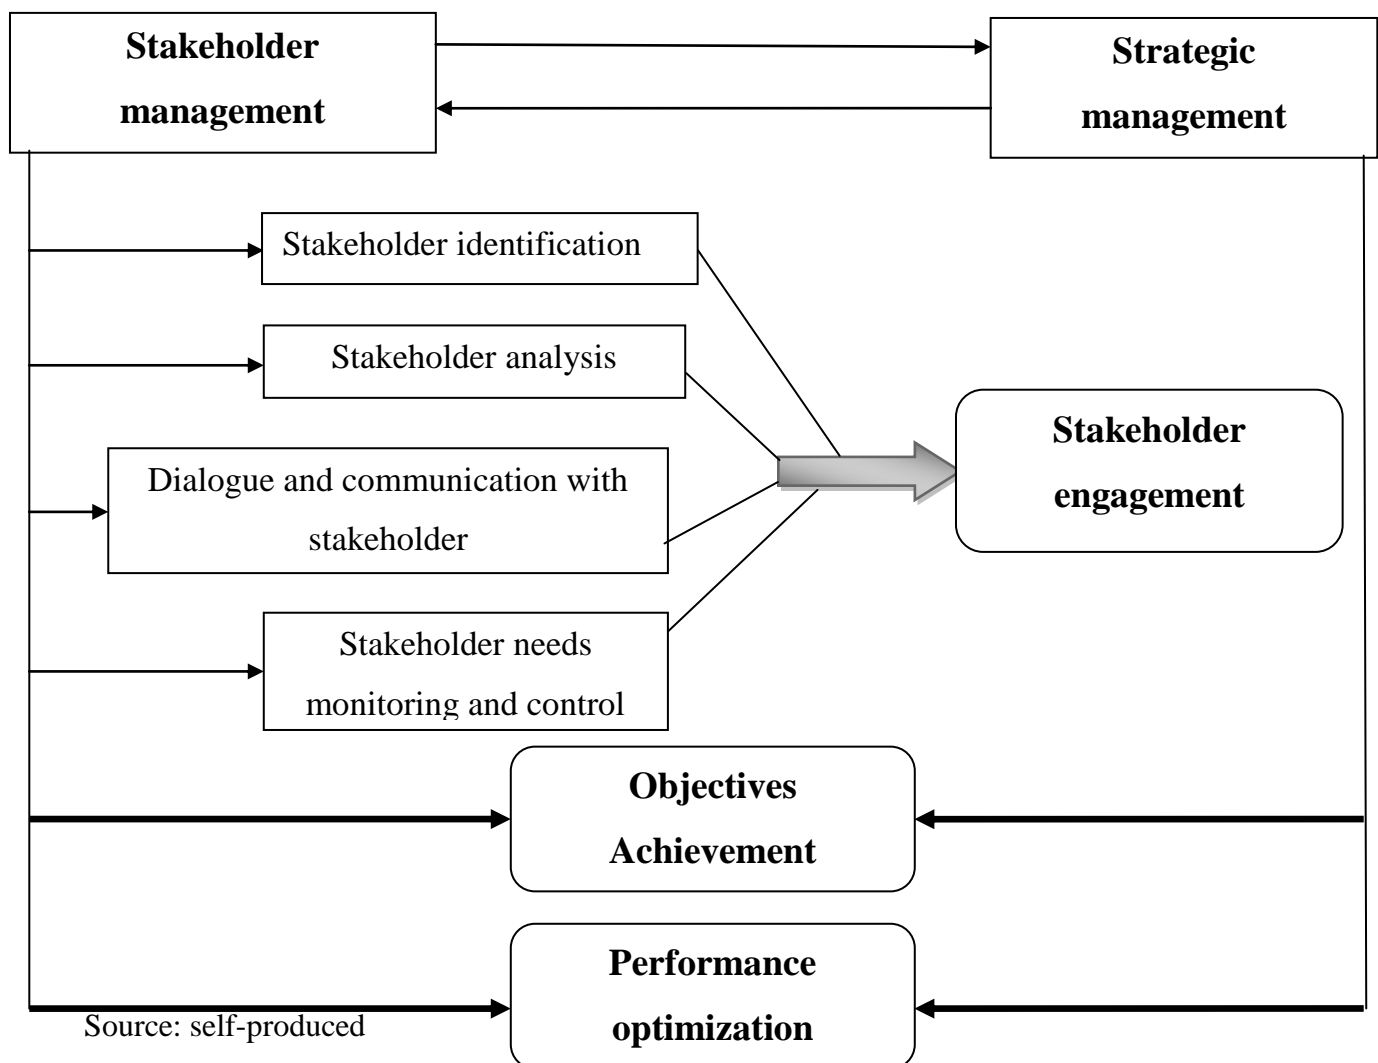 Stakeholder
management
Strategic
management
Stakeholder identification
Stakeholder analysis
Dialogue and communication with
stakeholder
Stakeholder
engagement
Stakeholder needs
monitoring and control
Objectives
Achievement
Performance
optimization
Source: self-produced